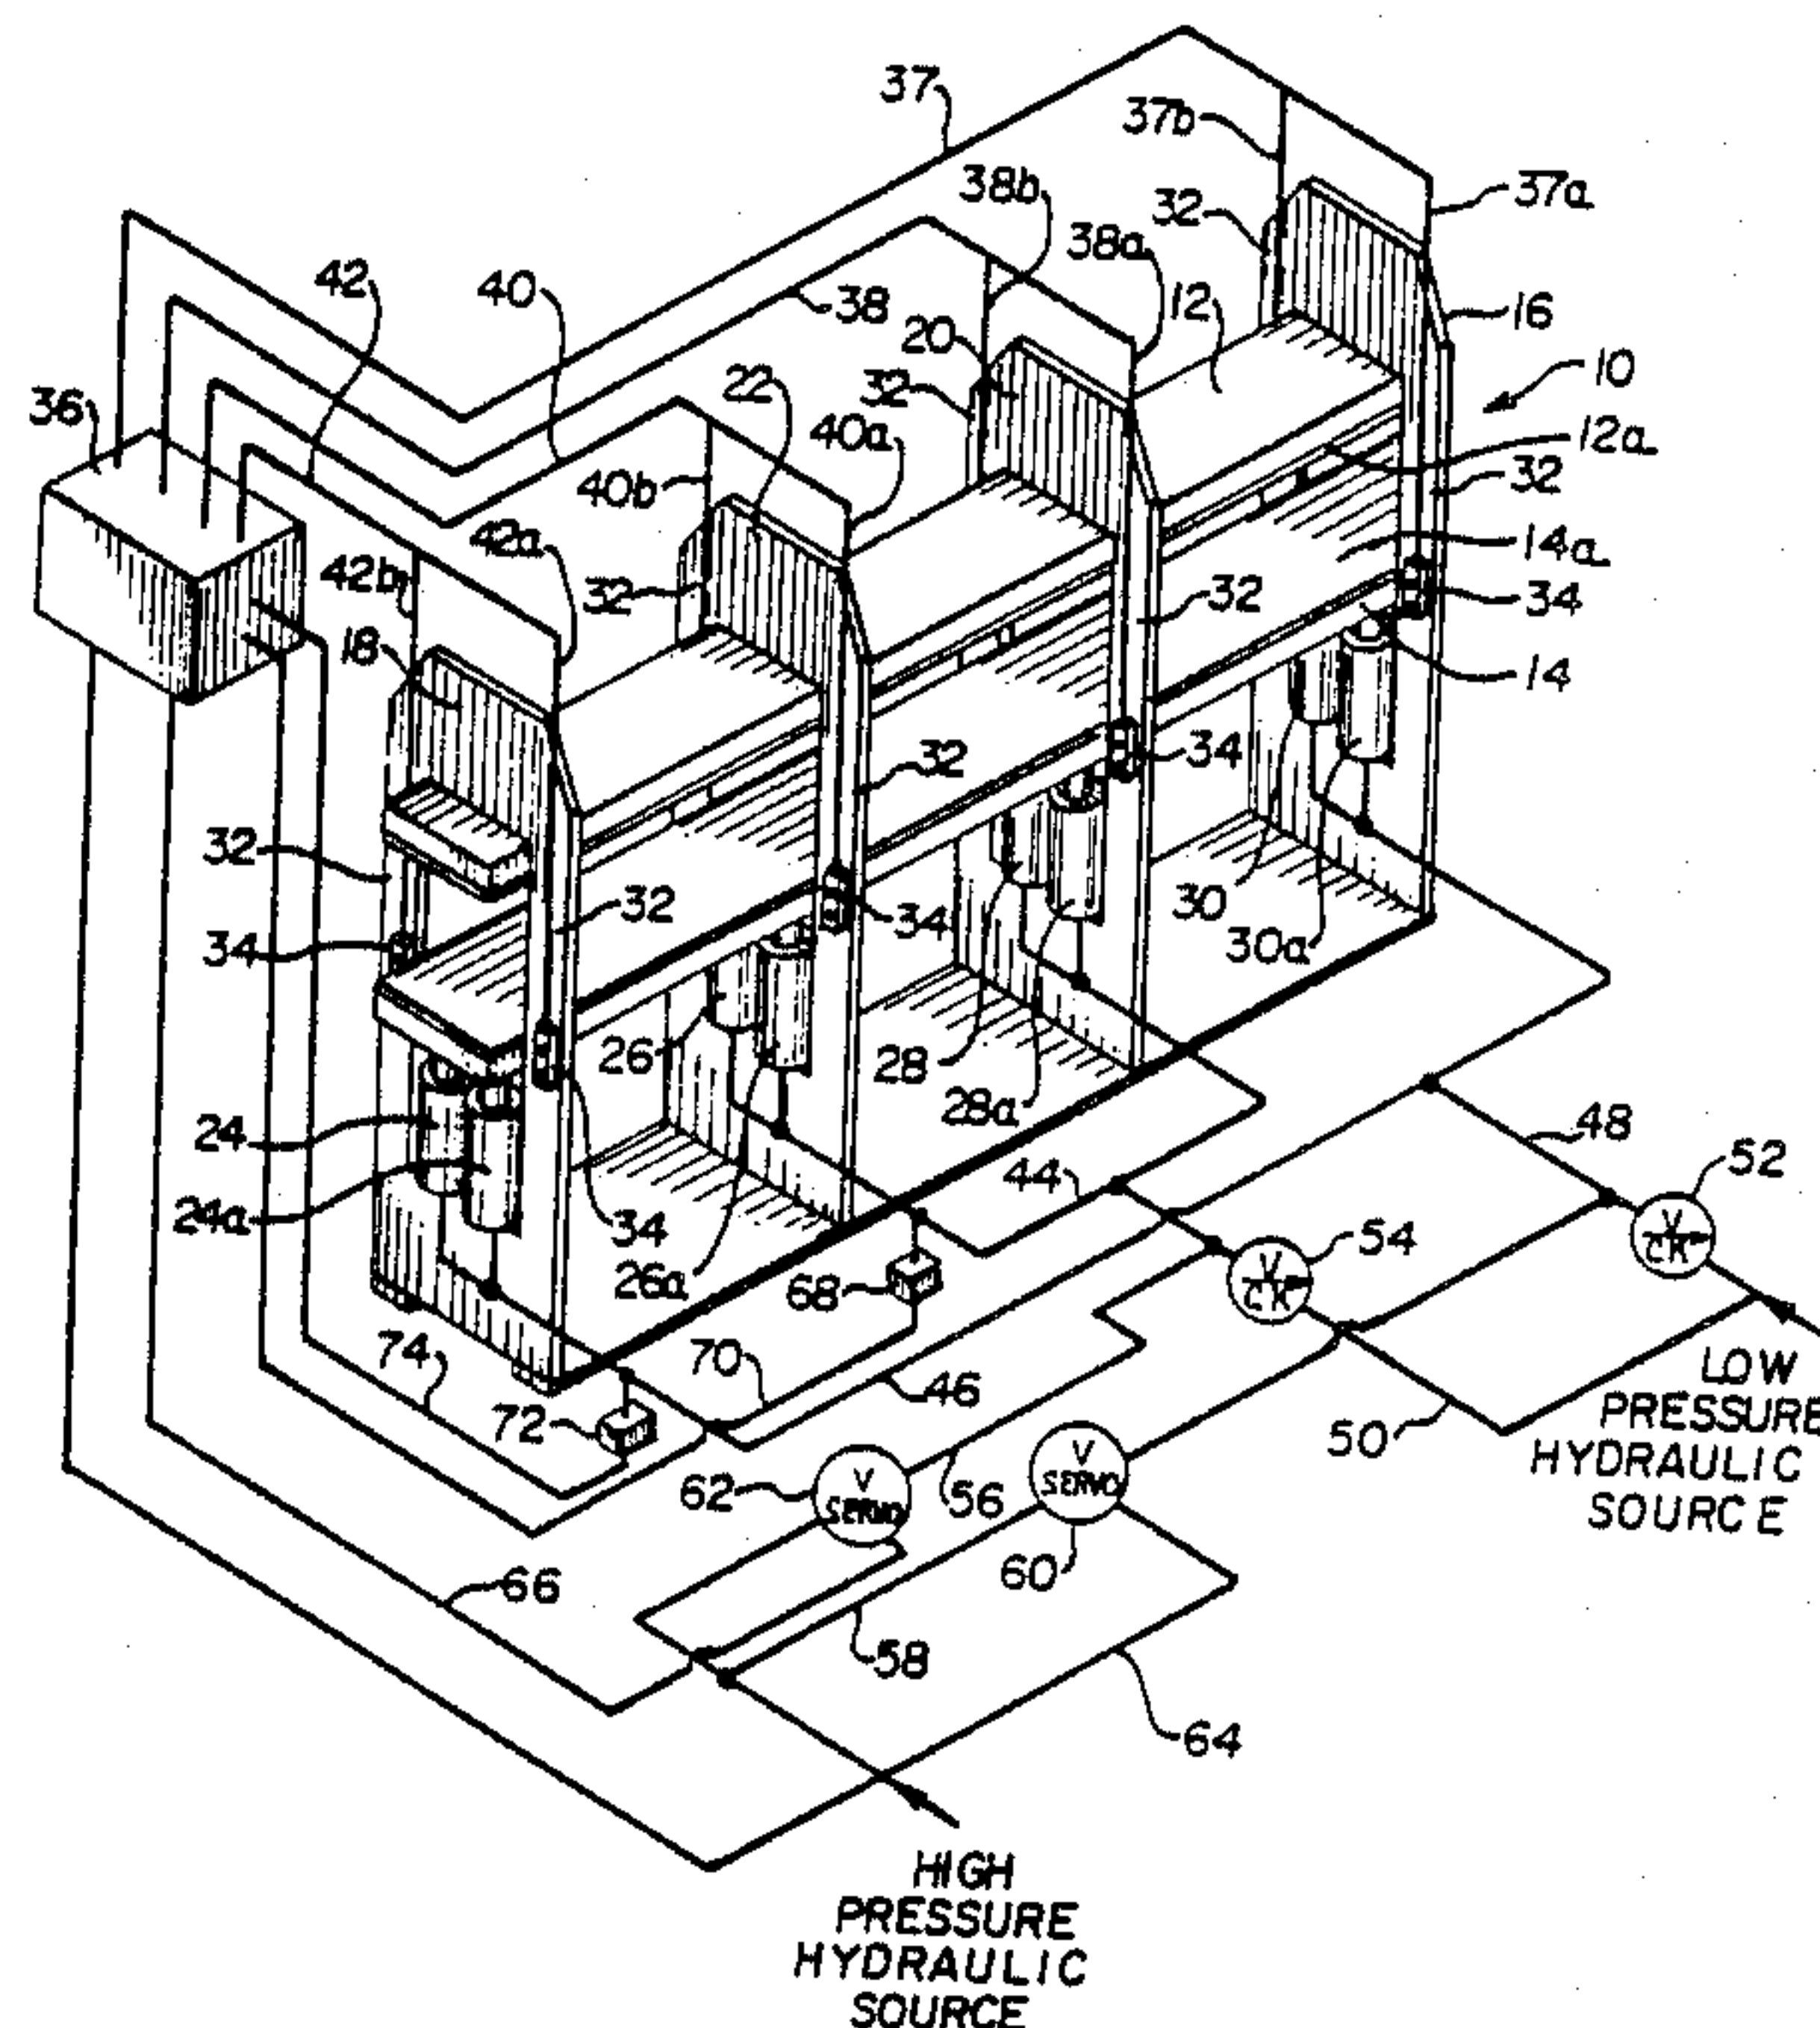 37
37b
37a
38b
32
38a
42
40
38
12
16
20
10
36
22
32
40a
12a
32
40b
42a
14a
42b
32
32
34
18
14
34
32
32
32
34
30
34
30a
26
28
28a
24
48
44
52
24a
34
54
26a
68
V
CK
V
CK
74
70
46
LOW
PRESSURE
HYDRAULIC
SOURCE
72
50
62
V
SERVO
56
V
SERVO
60
66
58
64
HIGH
PRESSURE
HYDRAULIC
SOURCE